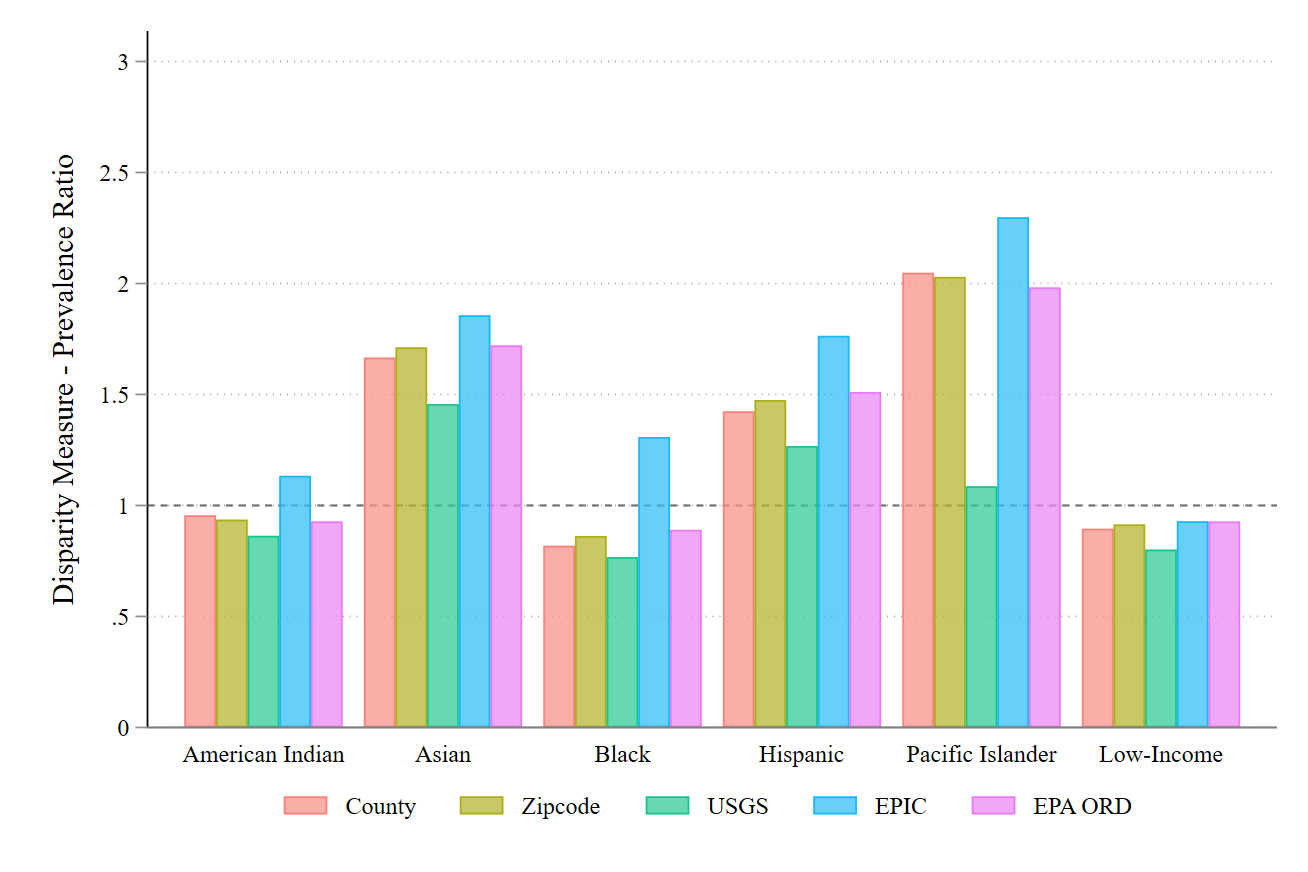 Disparity Measure - Prevalence Ratio
3
2.5
2
1.5
1
.5
0
American Indian Asian Black Hispanic Pacific Islander Low-Income
County Zipcode USGS EPIC EPA ORD